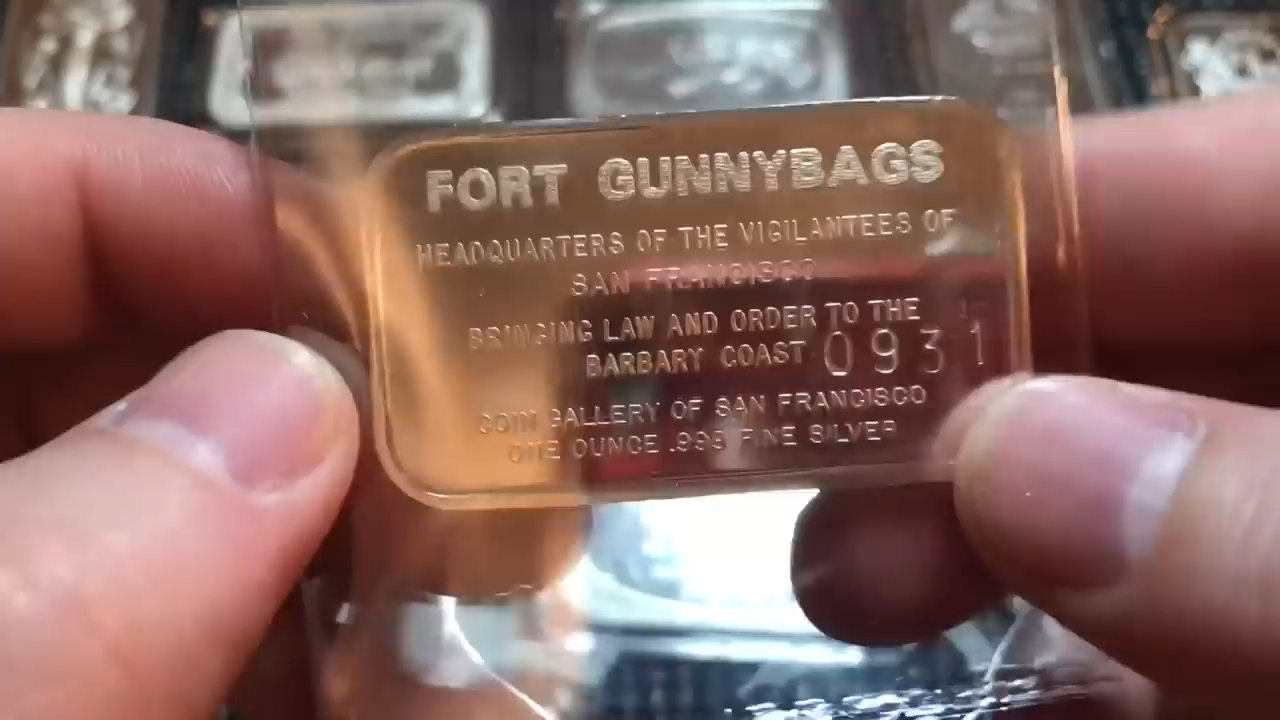 FORT GUNNYBAGS
HEADQUARTERS OF THE VIGILANTEES OF
SAN FRANCISCO
BRINGING LAW AND ORDER TO THE
BARBARY COAST 0931
COIN GALLERY OF SAN FRANCISCO
ONE OUNCE .999 FINE SILVER